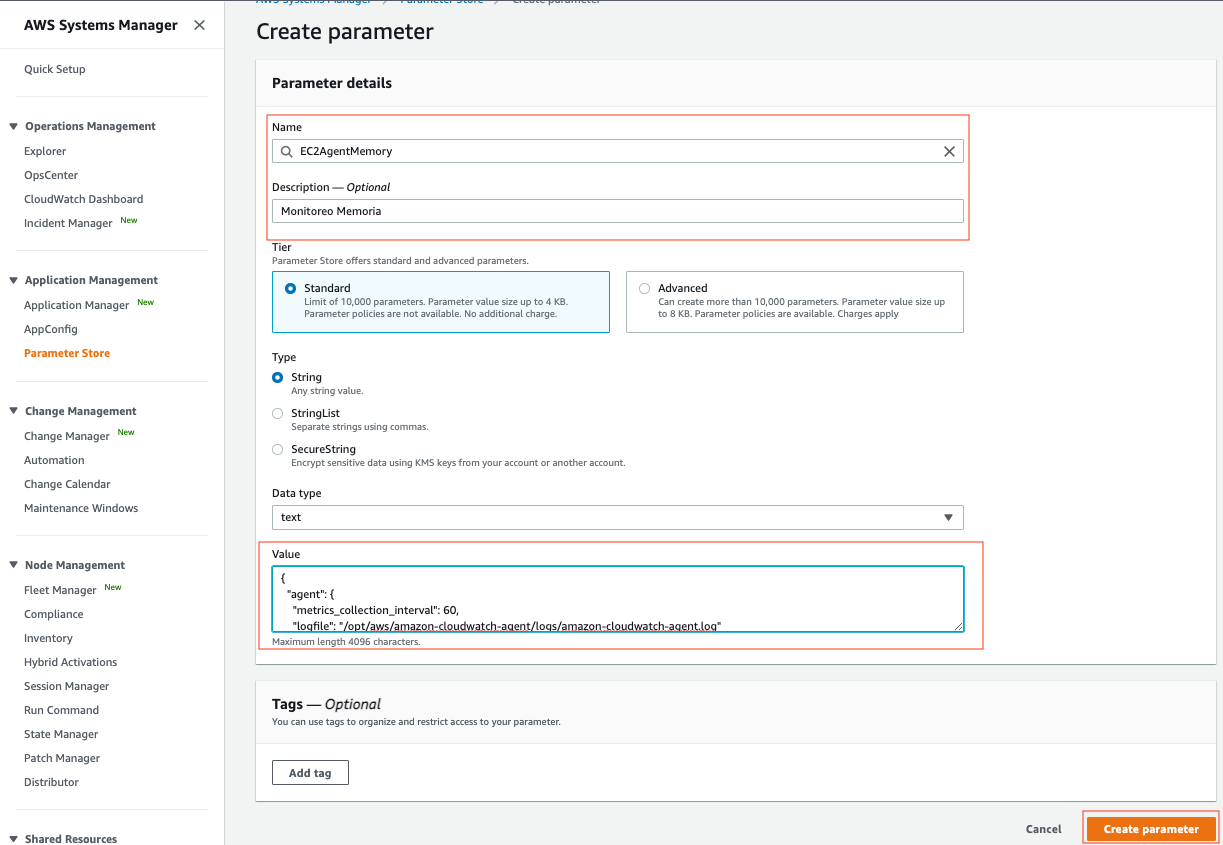 AWS Systems Manager
Quick Setup
Operations Management
Explorer
OpsCenter
CloudWatch Dashboard
Incident Manager New
Application Management
Application Manager New
AppConfig
Parameter Store
Change Management
Change Manager New
Automation
Change Calendar
Maintenance Windows
Node Management
Fleet Manager New
Compliance
Inventory
Hybrid Activations
Session Manager
Run Command
State Manager
Patch Manager
Distributor
Shared Resources
AWS Systems Manager > Parameter Store > Create parameter
Create parameter
Parameter details
Name
EC2AgentMemory
Description — Optional
Monitoreo Memoria
Tier
Parameter Store offers standard and advanced parameters.
Standard
Limit of 10,000 parameters. Parameter value size up to 4 KB.
Parameter policies are not available. No additional charge.
Advanced
Can create more than 10,000 parameters. Parameter value size up
to 8 KB. Parameter policies are available. Charges apply
Type
String
Any string value.
StringList
Separate strings using commas.
SecureString
Encrypt sensitive data using KMS keys from your account or another account.
Data type
text
Value
{
"agent": {
"metrics_collection_interval": 60,
"logfile": "/opt/aws/amazon-cloudwatch-agent/logs/amazon-cloudwatch-agent.log"
Maximum length 4096 characters.
Tags — Optional
You can use tags to organize and restrict access to your parameter.
Add tag
Cancel
Create parameter